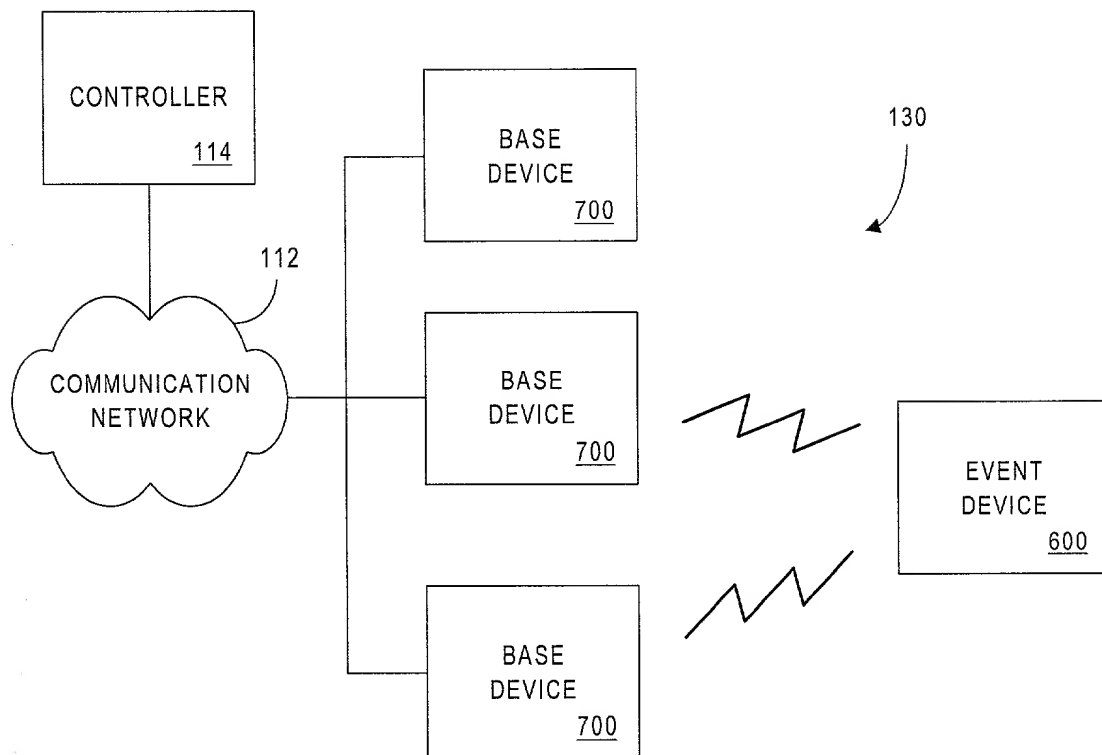 CONTROLLER
114
BASE
DEVICE
700
130
112
COMMUNICATION
NETWORK
BASE
DEVICE
700
EVENT
DEVICE
600
BASE
DEVICE
700